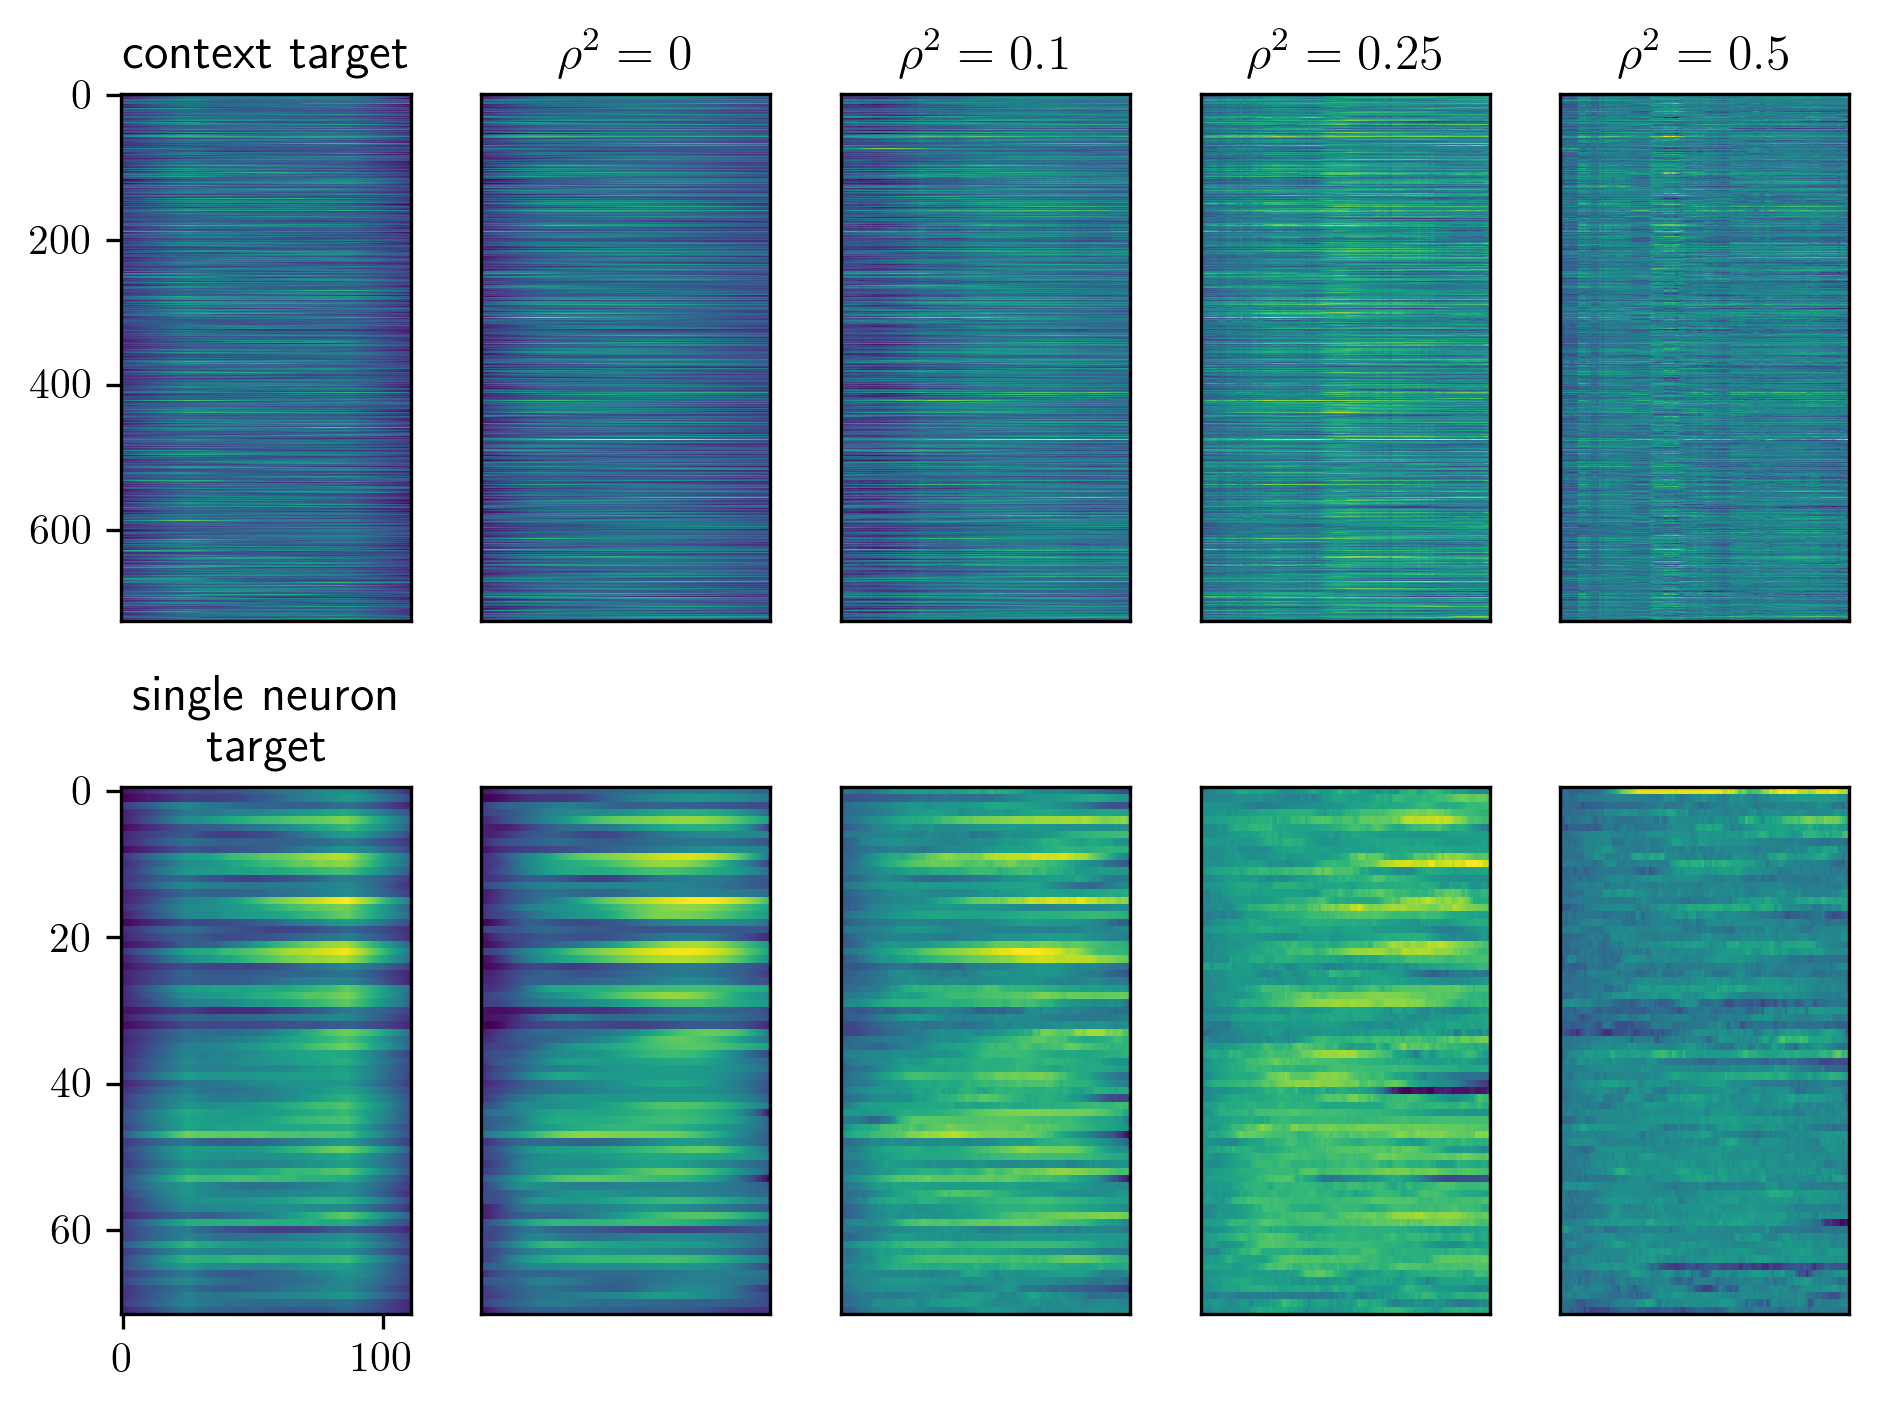 context target
ρ² = 0
ρ² = 0.1
ρ² = 0.25
ρ² = 0.5
0
200
400
600
single neuron
target
0
20
40
60
0
100